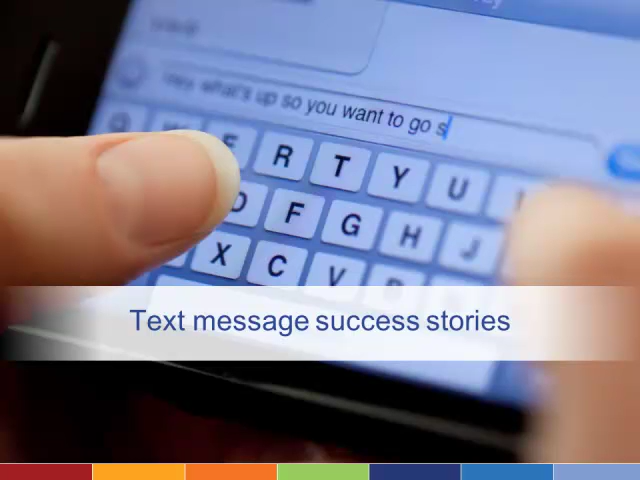 Hey what's up so you want to go s
E R T Y U
D F G H J
X C V
Text message success stories